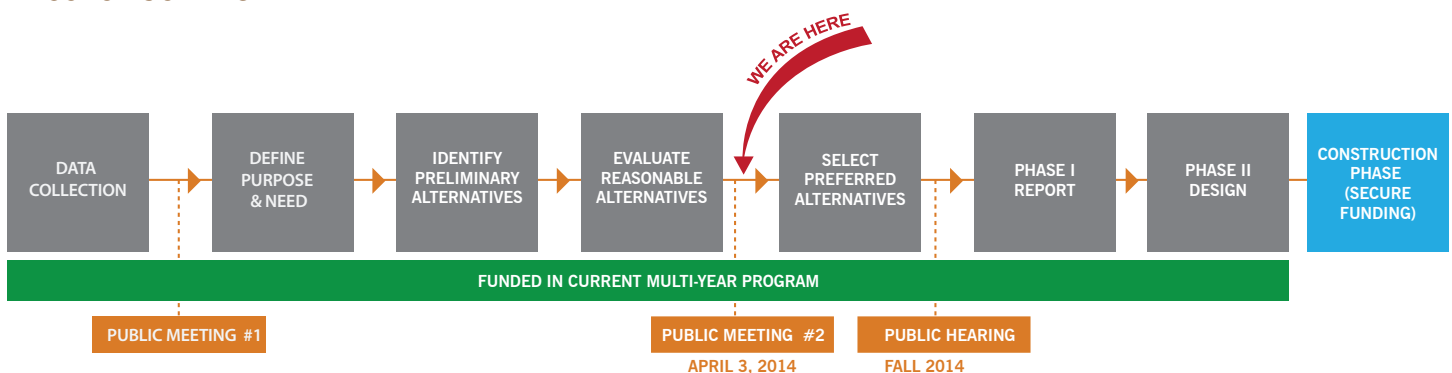 WE ARE HERE
DATA
COLLECTION
DEFINE
PURPOSE
& NEED
IDENTIFY
PRELIMINARY
ALTERNATIVES
EVALUATE
REASONABLE
ALTERNATIVES
SELECT
PREFERRED
ALTERNATIVES
PHASE I
REPORT
PHASE II
DESIGN
CONSTRUCTION
PHASE
(SECURE
FUNDING)
FUNDED IN CURRENT MULTI-YEAR PROGRAM
PUBLIC MEETING #1
PUBLIC MEETING #2
APRIL 3, 2014
PUBLIC HEARING
FALL 2014